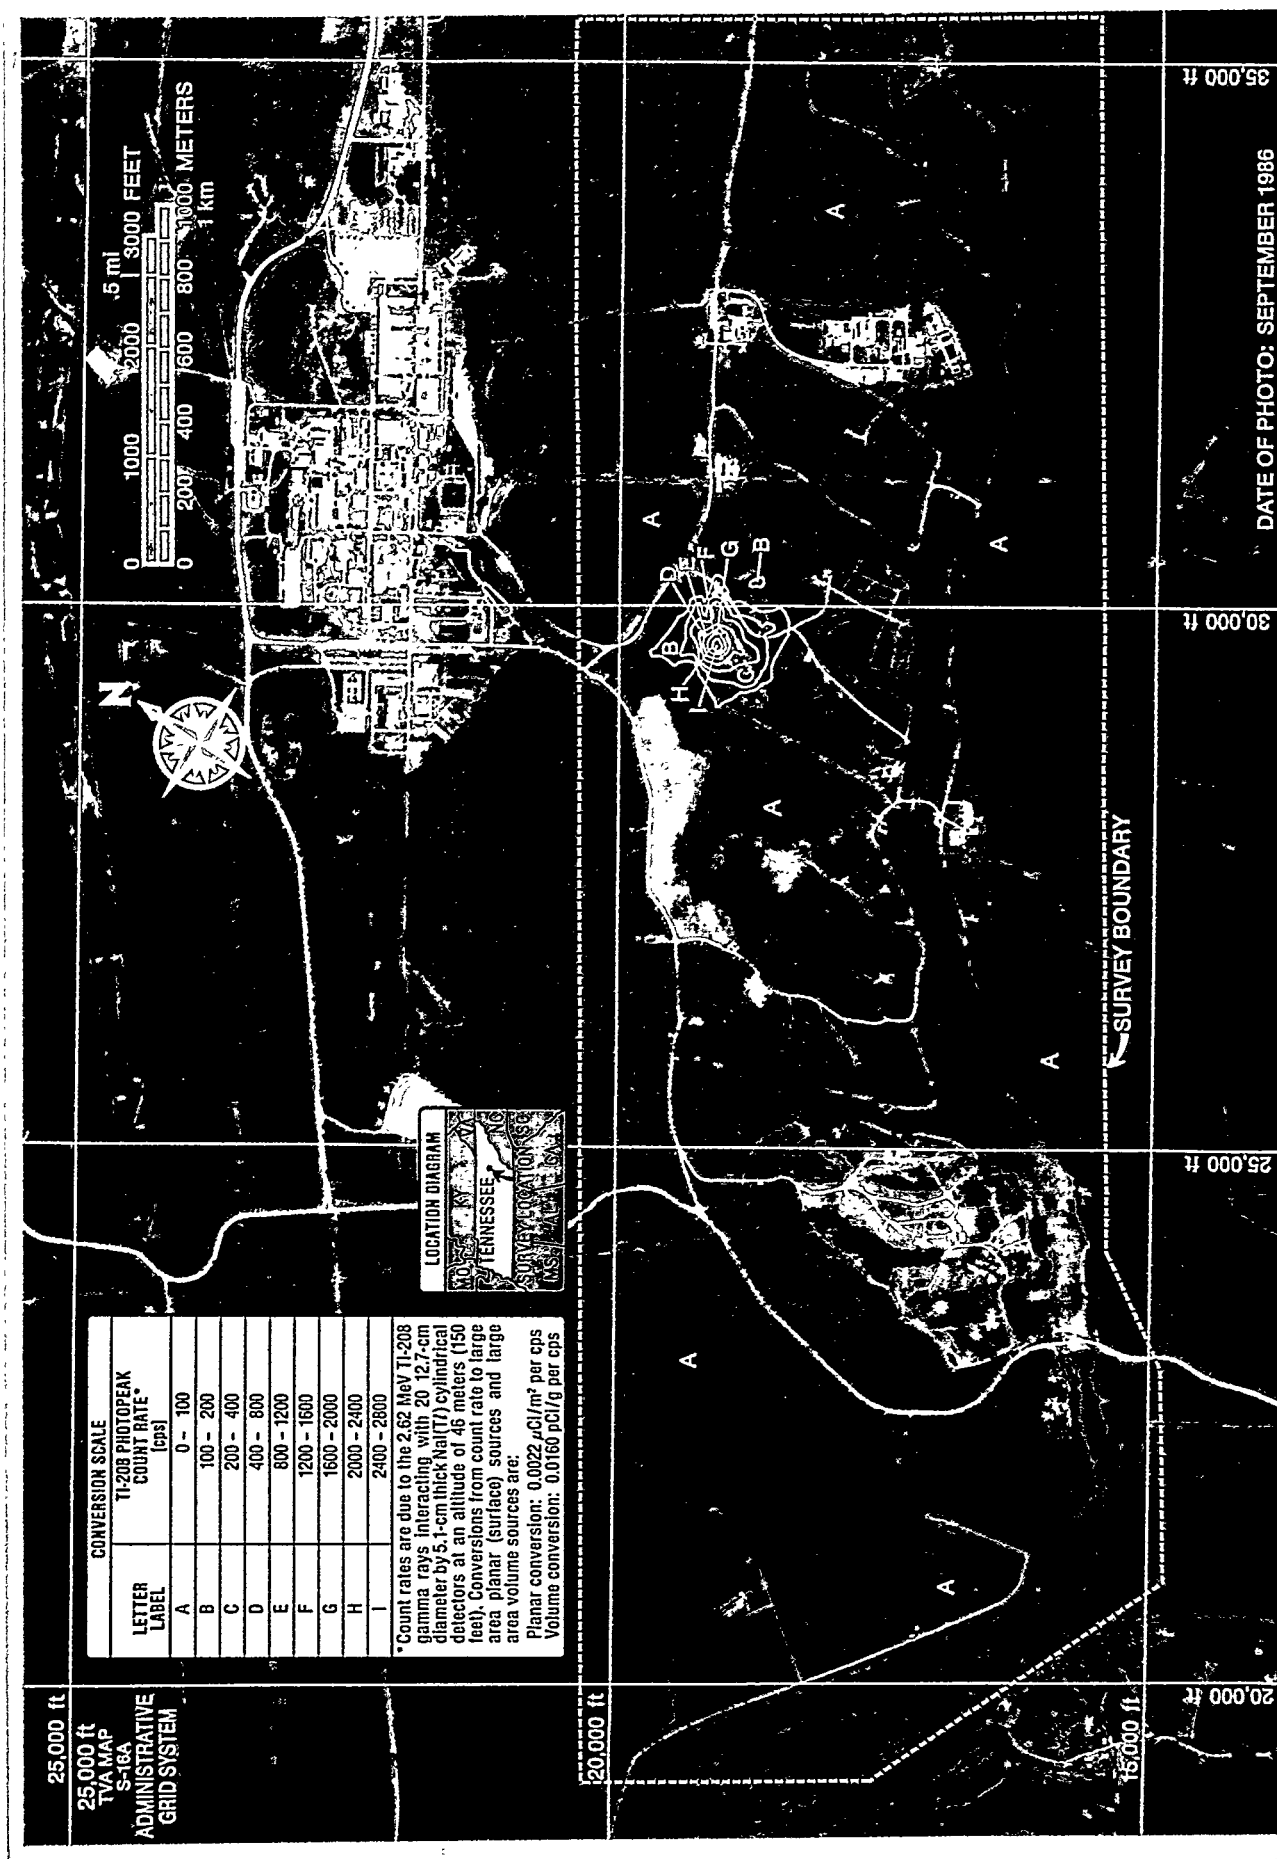 25,000 ft
25,000 ft
TVA MAP
S-16A
ADMINISTRATIVE
GRID SYSTEM
CONVERSION SCALE
LETTER
LABEL
Tl-208 PHOTOPEAK
COUNT RATE*
(cps)
A 0 – 100
B 100 – 200
C 200 – 400
D 400 – 800
E 800 – 1200
F 1200 – 1600
G 1600 – 2000
H 2000 – 2400
I 2400 – 2800
*Count rates are due to the 2.62 MeV Tl-208
gamma rays interacting with 20 12.7-cm
diameter by 5.1-cm thick NaI(Tl) cylindrical
detectors at an altitude of 46 meters (150
feet). Conversions from count rate to large
area planar (surface) sources and large
area volume sources are:
Planar conversion: 0.0022 µCi/m² per cps
Volume conversion: 0.0160 pCi/g per cps
LOCATION DIAGRAM
MO
KY
VA
TENNESSEE
NC
SURVEY LOCATION
SC
MS
AL
GA
N
.5 mi
0 1000 2000 3000 FEET
0 200 400 600 800 1000 METERS
1 km
20,000 ft
A
A
A
A
A
A
A
A
H
I
B
C
D
E
F
G
B
SURVEY BOUNDARY
15,000 ft
20,000 ft
25,000 ft
30,000 ft
35,000 ft
DATE OF PHOTO: SEPTEMBER 1986